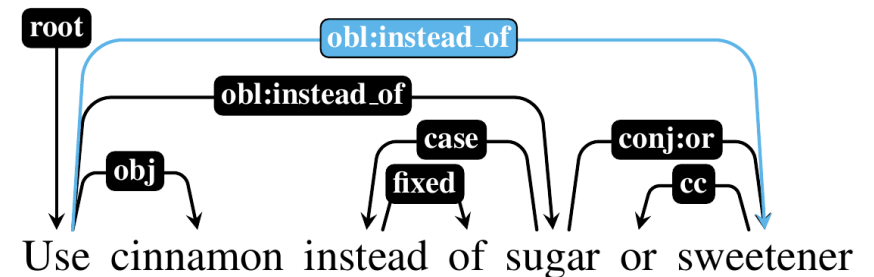 root
obl:instead_of
obl:instead_of
case
conj:or
obj
fixed
cc
Use cinnamon instead of sugar or sweetener